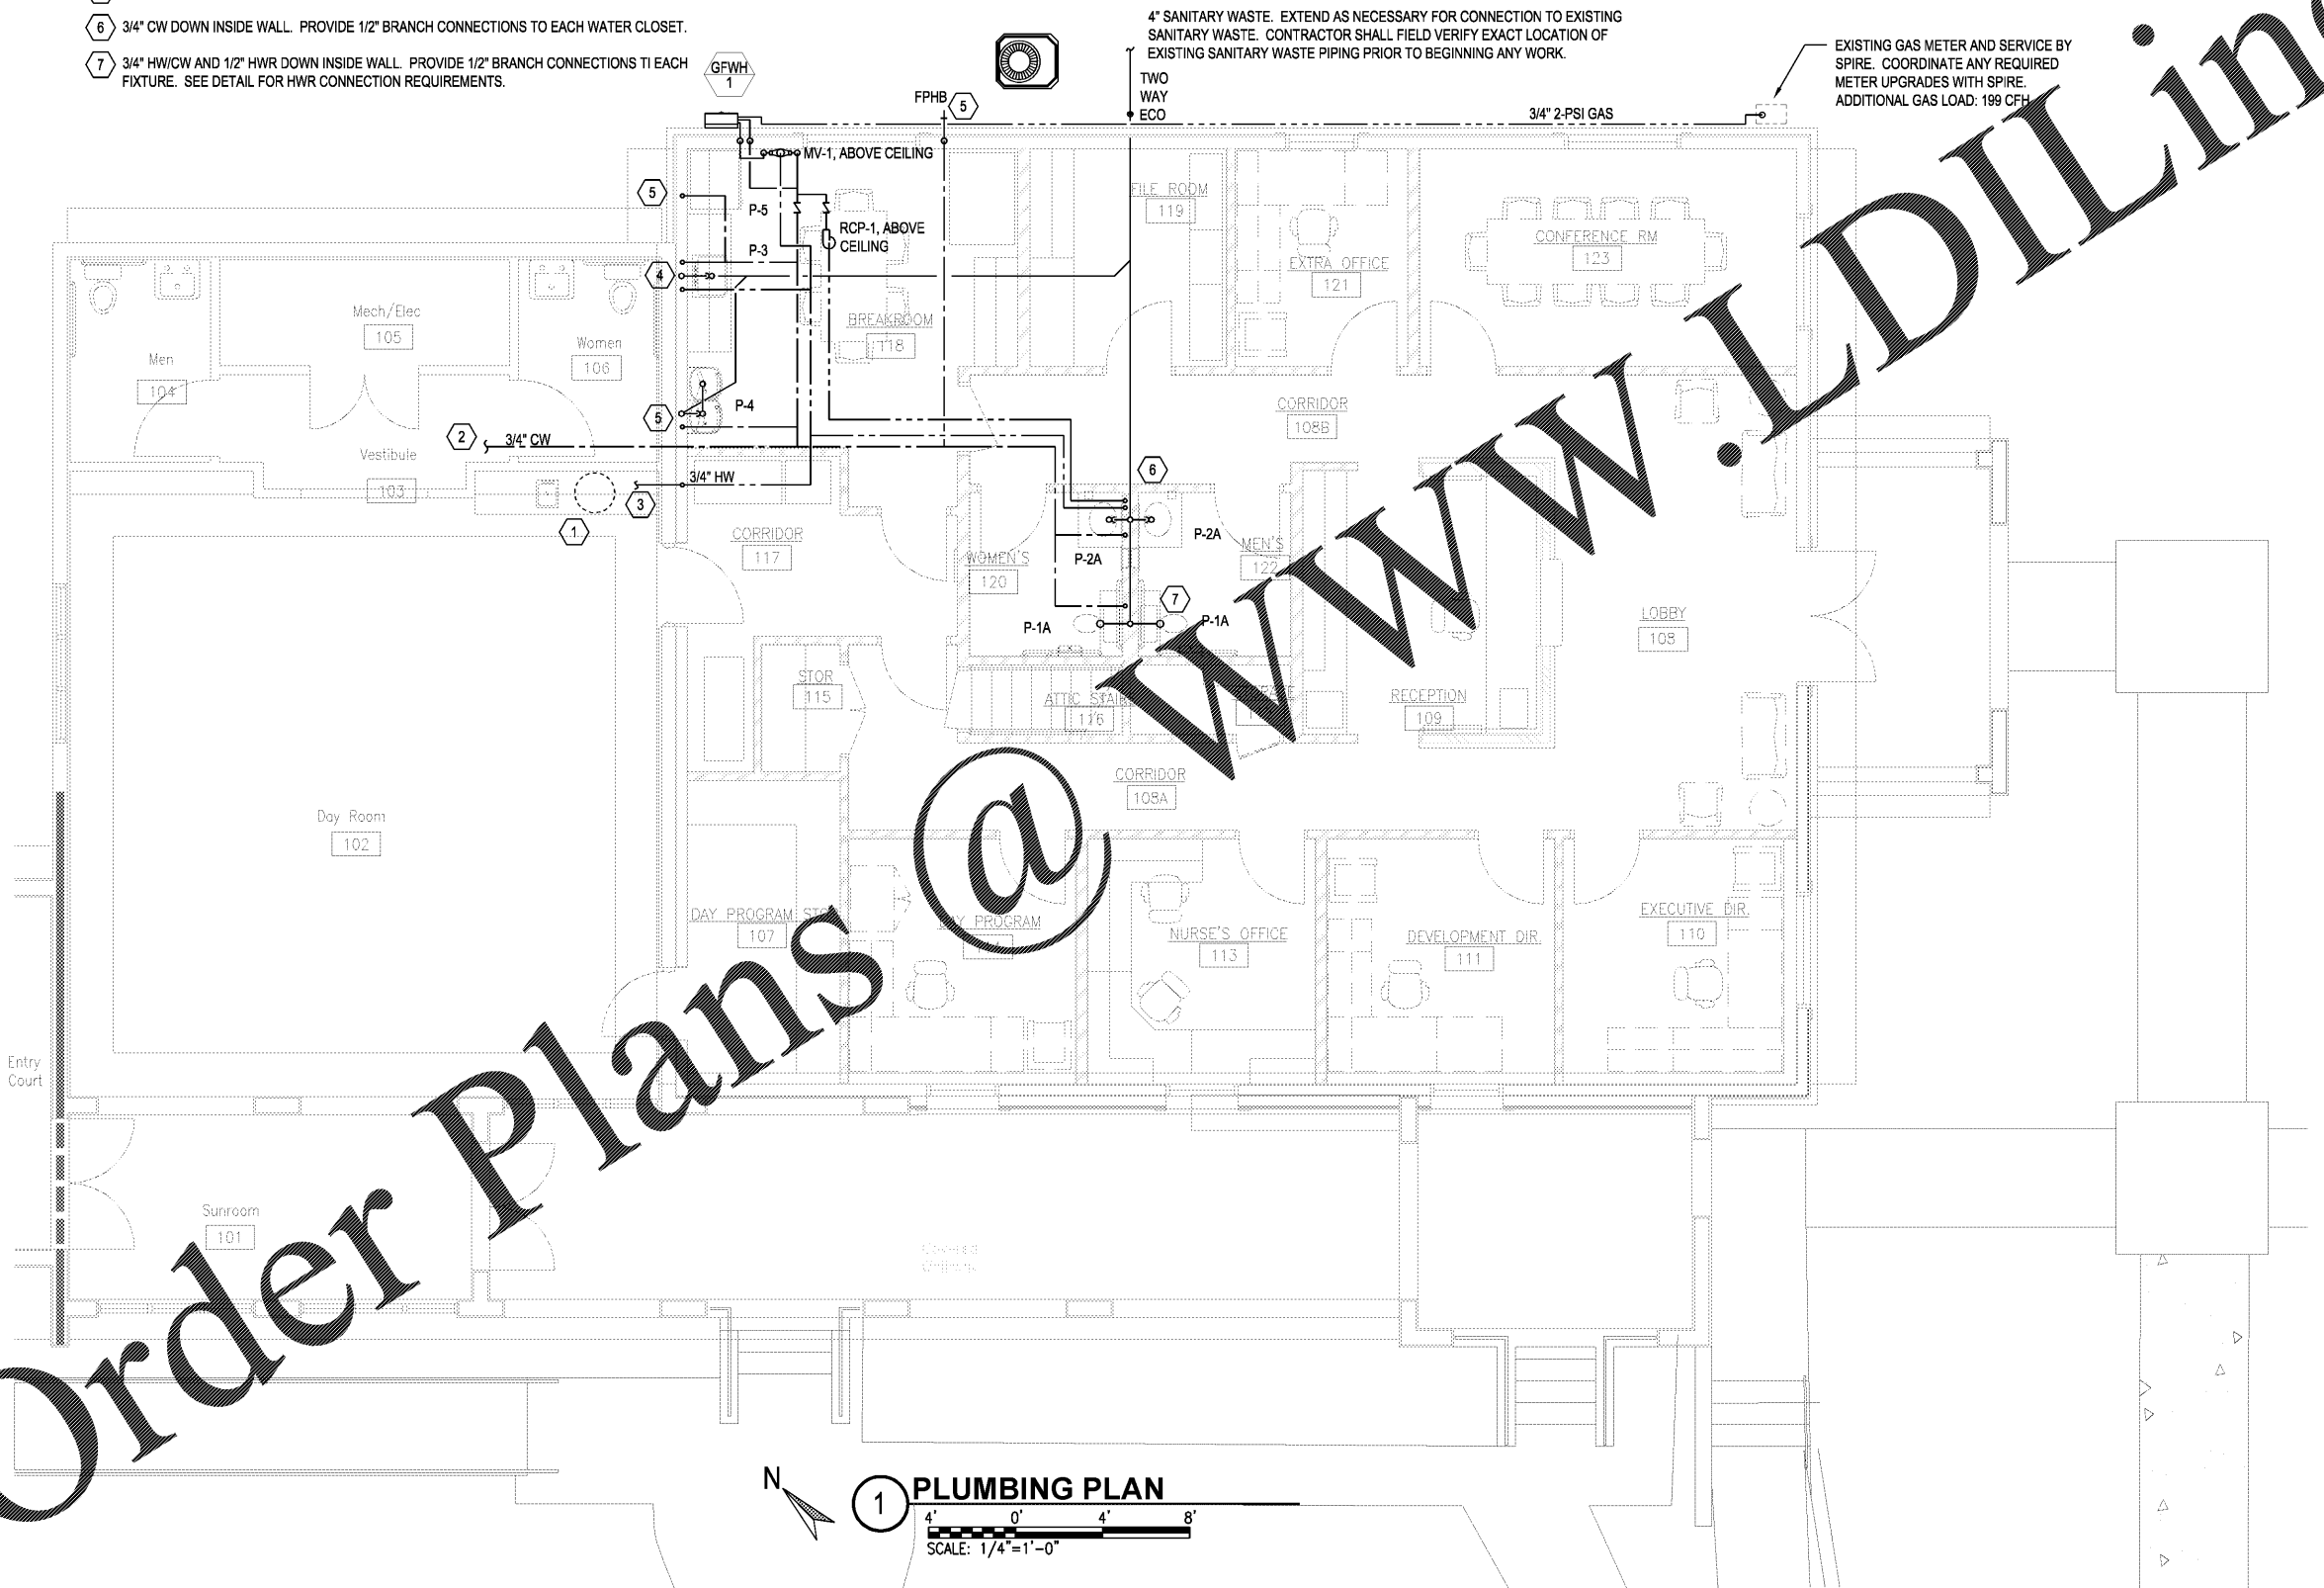 6 3/4" CW DOWN INSIDE WALL. PROVIDE 1/2" BRANCH CONNECTIONS TO EACH WATER CLOSET.
7 3/4" HW/CW AND 1/2" HWR DOWN INSIDE WALL. PROVIDE 1/2" BRANCH CONNECTIONS TI EACH
FIXTURE. SEE DETAIL FOR HWR CONNECTION REQUIREMENTS.
GFWH
1
4" SANITARY WASTE. EXTEND AS NECESSARY FOR CONNECTION TO EXISTING
SANITARY WASTE. CONTRACTOR SHALL FIELD VERIFY EXACT LOCATION OF
EXISTING SANITARY WASTE PIPING PRIOR TO BEGINNING ANY WORK.
TWO
WAY
ECO
EXISTING GAS METER AND SERVICE BY
SPIRE. COORDINATE ANY REQUIRED
METER UPGRADES WITH SPIRE.
ADDITIONAL GAS LOAD: 199 CFH
FPHB 5
3/4" 2-PSI GAS
MV-1, ABOVE CEILING
5
P-5
RCP-1, ABOVE
CEILING
P-3
4
FILE ROOM
119
EXTRA OFFICE
121
CONFERENCE RM
123
Mech/Elec
105
Men
104
Women
106
BREAKROOM
118
5
P-4
CORRIDOR
108B
2
3/4" CW
Vestibule
103
3/4" HW
3
1
6
CORRIDOR
117
WOMEN'S
120
P-2A
P-2A
MEN'S
122
7
P-1A
P-1A
LOBBY
108
STOR
115
ATTIC STAIR
116
RECEPTION
109
CORRIDOR
108A
Day Room
102
DAY PROGRAM
107
DAY PROGRAM
NURSE'S OFFICE
113
DEVELOPMENT DIR.
111
EXECUTIVE DIR.
110
Entry
Court
Sunroom
101
Order Plans @ www.LDILine
N
1 PLUMBING PLAN
4' 0' 4' 8'
SCALE: 1/4"=1'-0"